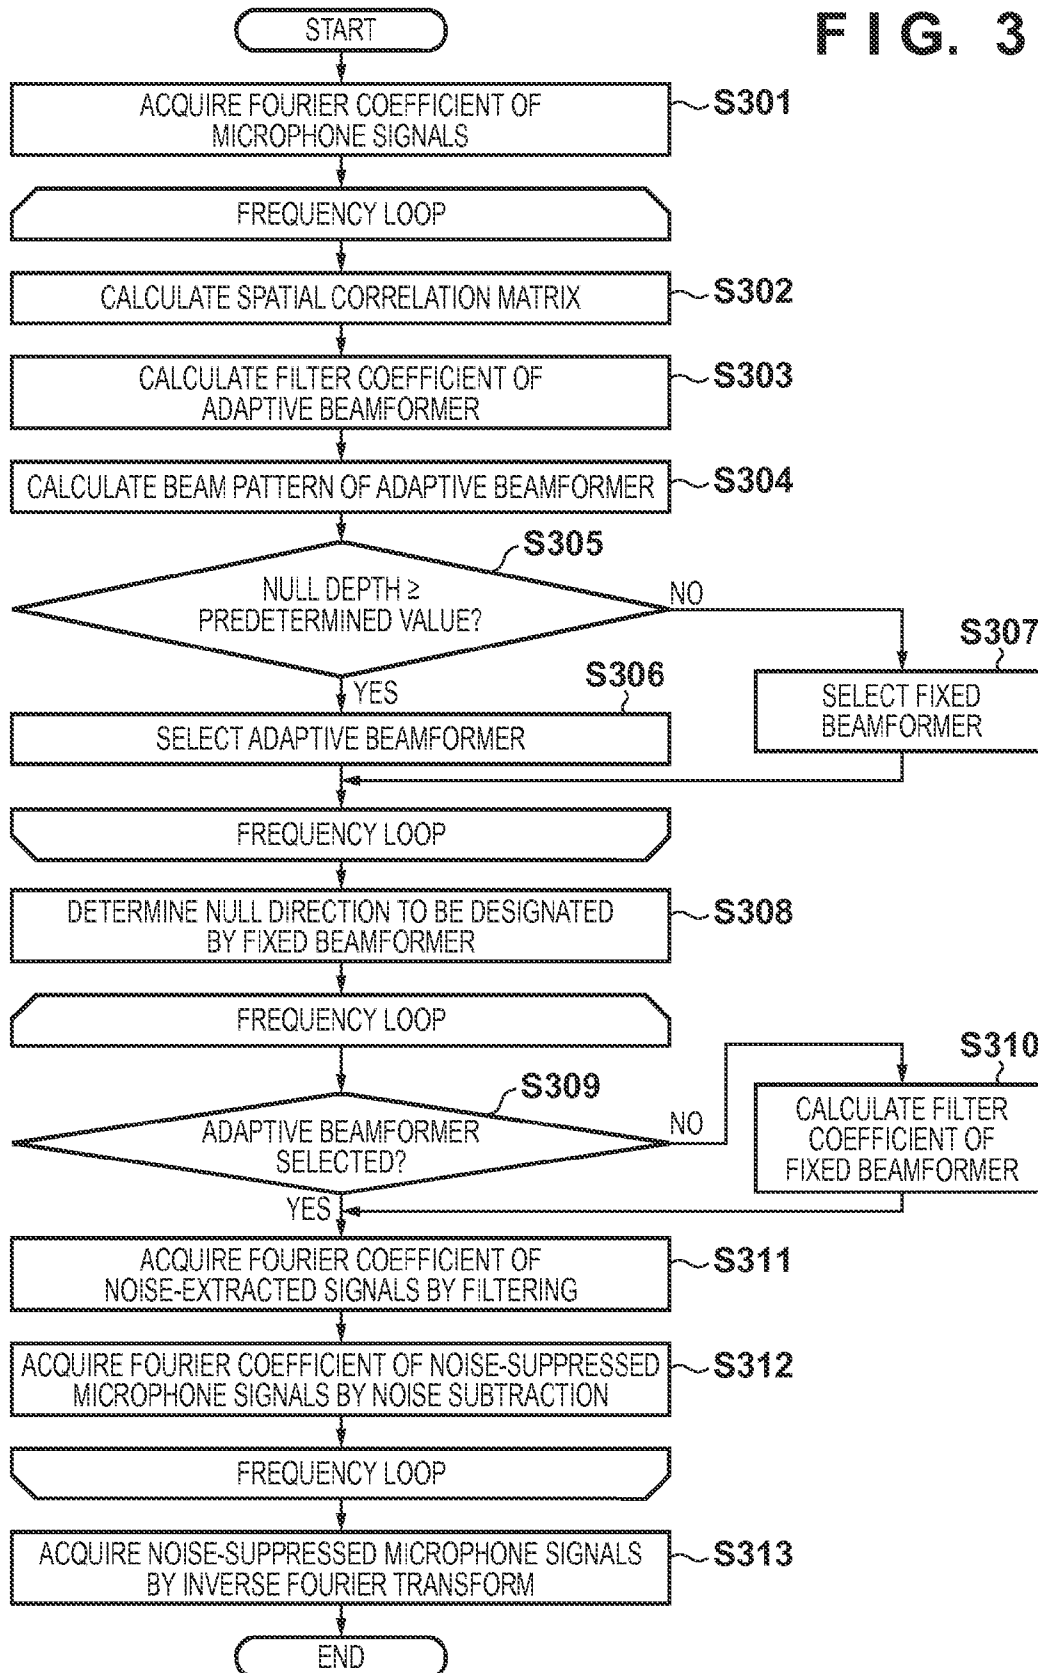 FIG. 3
START
ACQUIRE FOURIER COEFFICIENT OF
MICROPHONE SIGNALS
S301
FREQUENCY LOOP
CALCULATE SPATIAL CORRELATION MATRIX
S302
CALCULATE FILTER COEFFICIENT OF
ADAPTIVE BEAMFORMER
S303
CALCULATE BEAM PATTERN OF ADAPTIVE BEAMFORMER
S304
S305
NULL DEPTH ≥
PREDETERMINED VALUE?
NO
YES
S306
SELECT ADAPTIVE BEAMFORMER
S307
SELECT FIXED
BEAMFORMER
FREQUENCY LOOP
DETERMINE NULL DIRECTION TO BE DESIGNATED
BY FIXED BEAMFORMER
S308
FREQUENCY LOOP
S309
ADAPTIVE BEAMFORMER
SELECTED?
NO
YES
S310
CALCULATE FILTER
COEFFICIENT OF
FIXED BEAMFORMER
ACQUIRE FOURIER COEFFICIENT OF
NOISE-EXTRACTED SIGNALS BY FILTERING
S311
ACQUIRE FOURIER COEFFICIENT OF NOISE-SUPPRESSED
MICROPHONE SIGNALS BY NOISE SUBTRACTION
S312
FREQUENCY LOOP
ACQUIRE NOISE-SUPPRESSED MICROPHONE SIGNALS
BY INVERSE FOURIER TRANSFORM
S313
END